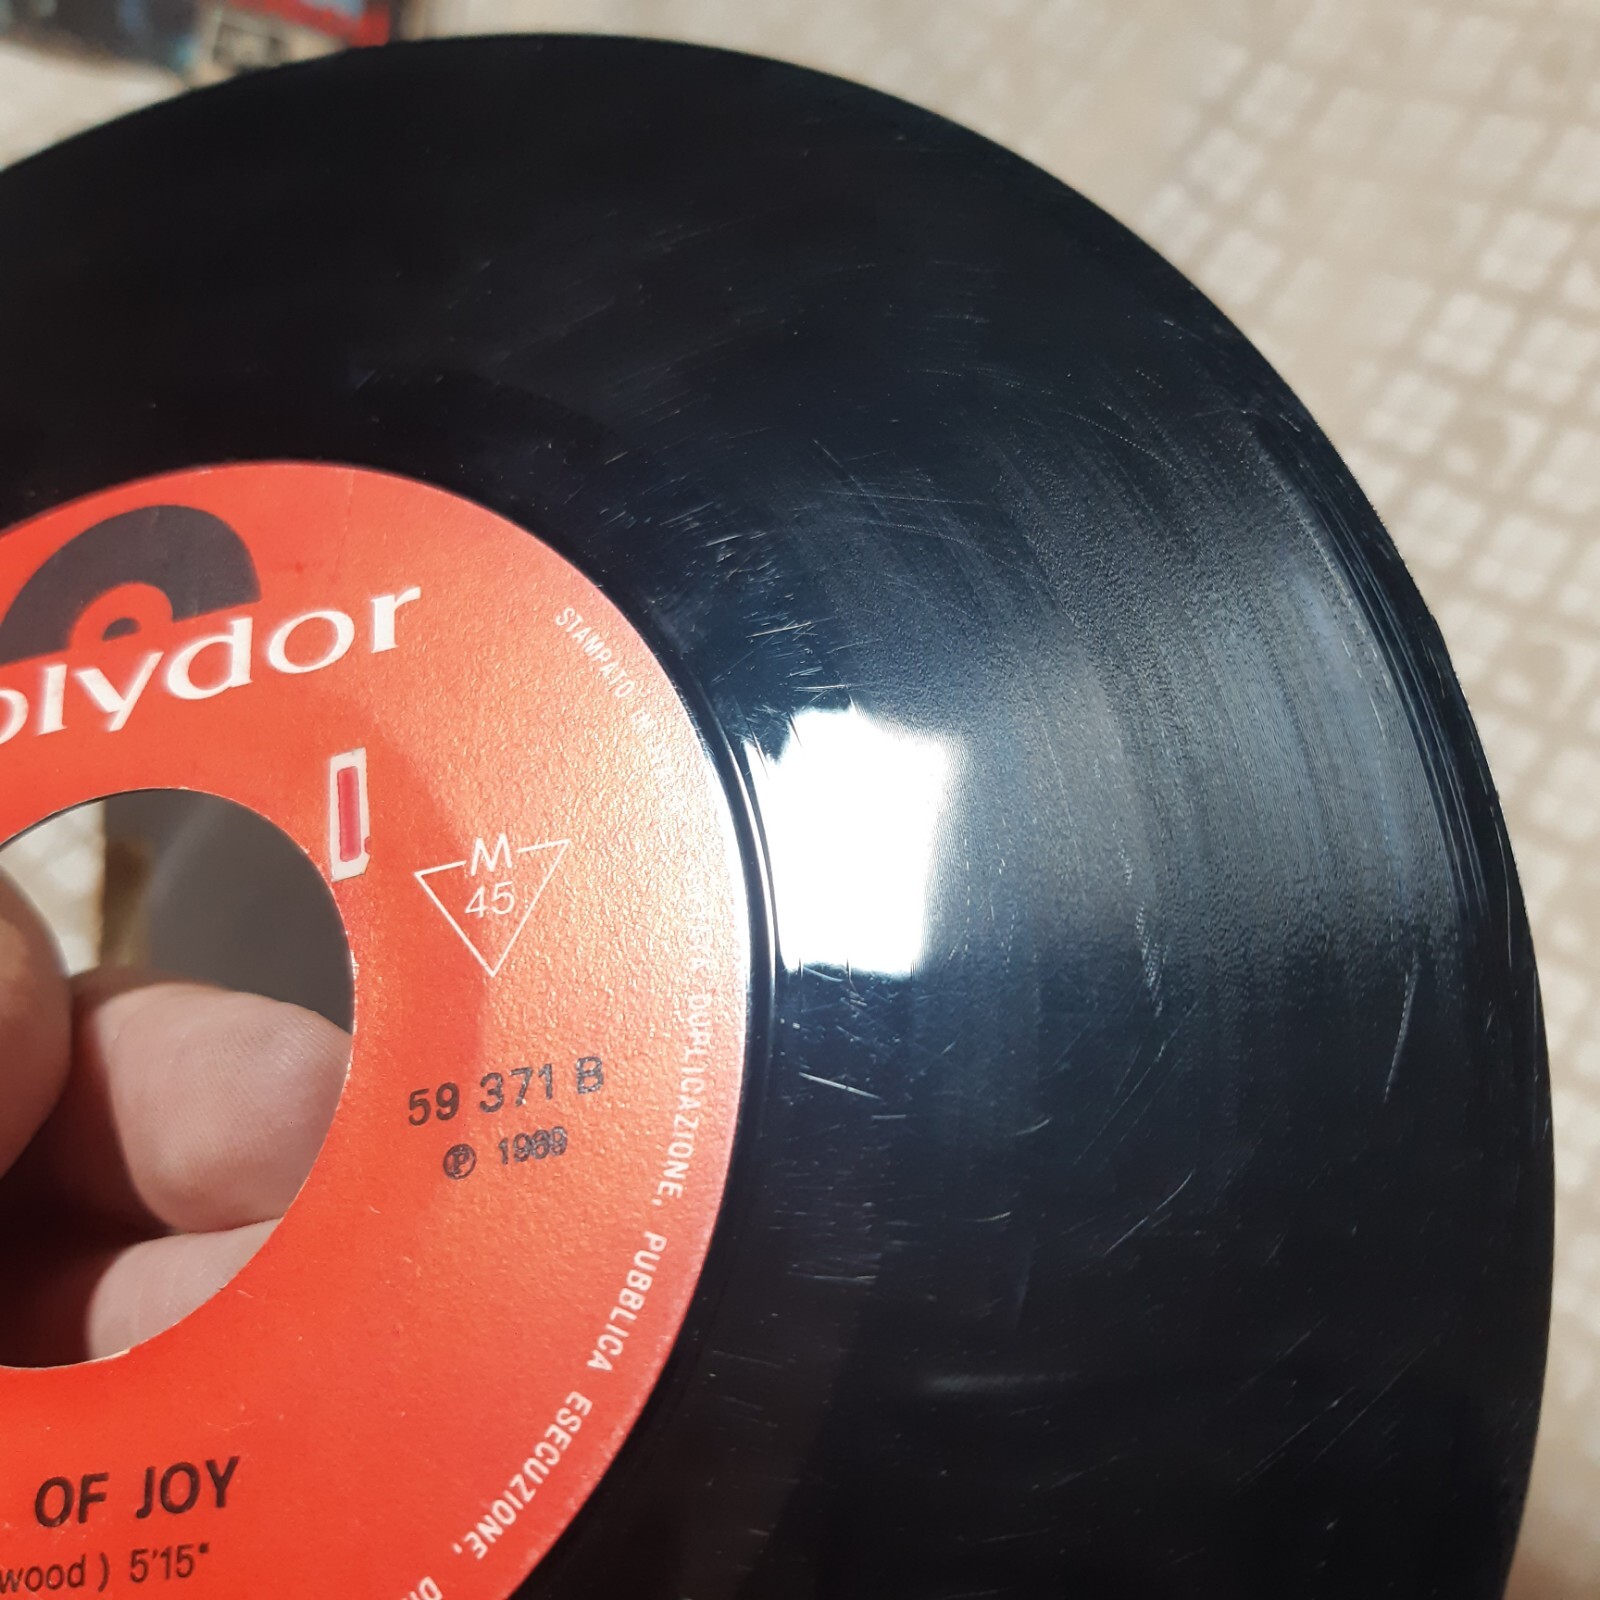 olydor
M
45
59 371 B
Ⓟ 1969
OF JOY
wood ) 5'15"
STAMPATO DUPLICAZIONE, PUBBLICA ESECUZIONE,